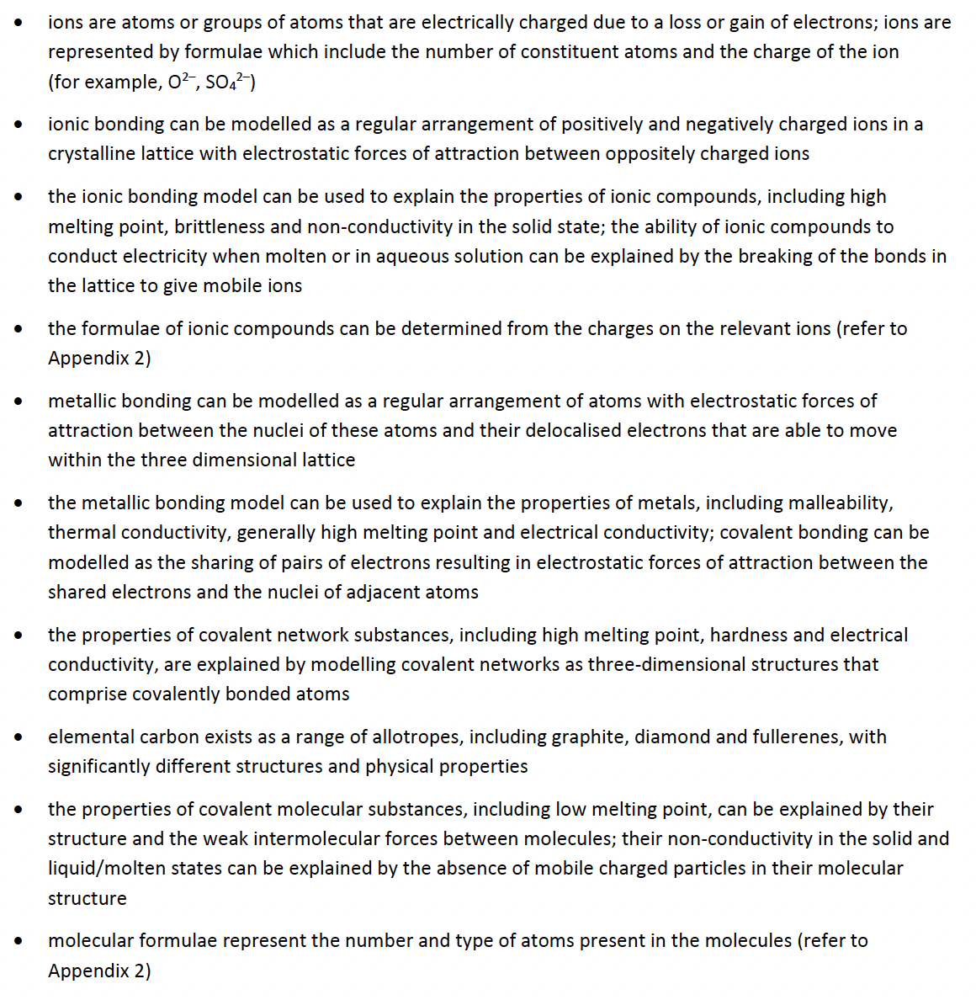 • ions are atoms or groups of atoms that are electrically charged due to a loss or gain of electrons; ions are
represented by formulae which include the number of constituent atoms and the charge of the ion
(for example, O²⁻, SO₄²⁻)
• ionic bonding can be modelled as a regular arrangement of positively and negatively charged ions in a
crystalline lattice with electrostatic forces of attraction between oppositely charged ions
• the ionic bonding model can be used to explain the properties of ionic compounds, including high
melting point, brittleness and non-conductivity in the solid state; the ability of ionic compounds to
conduct electricity when molten or in aqueous solution can be explained by the breaking of the bonds in
the lattice to give mobile ions
• the formulae of ionic compounds can be determined from the charges on the relevant ions (refer to
Appendix 2)
• metallic bonding can be modelled as a regular arrangement of atoms with electrostatic forces of
attraction between the nuclei of these atoms and their delocalised electrons that are able to move
within the three dimensional lattice
• the metallic bonding model can be used to explain the properties of metals, including malleability,
thermal conductivity, generally high melting point and electrical conductivity; covalent bonding can be
modelled as the sharing of pairs of electrons resulting in electrostatic forces of attraction between the
shared electrons and the nuclei of adjacent atoms
• the properties of covalent network substances, including high melting point, hardness and electrical
conductivity, are explained by modelling covalent networks as three-dimensional structures that
comprise covalently bonded atoms
• elemental carbon exists as a range of allotropes, including graphite, diamond and fullerenes, with
significantly different structures and physical properties
• the properties of covalent molecular substances, including low melting point, can be explained by their
structure and the weak intermolecular forces between molecules; their non-conductivity in the solid and
liquid/molten states can be explained by the absence of mobile charged particles in their molecular
structure
• molecular formulae represent the number and type of atoms present in the molecules (refer to
Appendix 2)